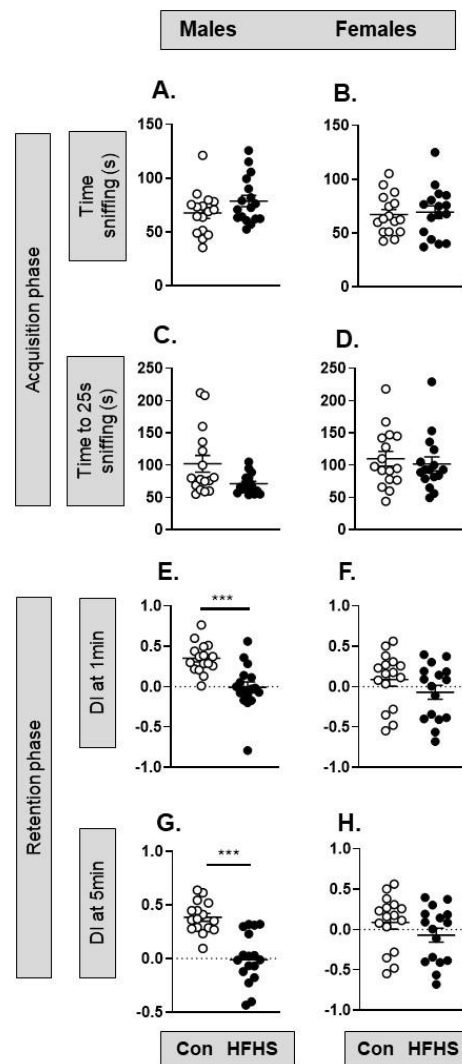 Males Females
A. B.
Acquisition phase
Time
sniffing (s)
150 150
100 100
50 50
0 0
C. D.
Time to 25s
sniffing (s)
250 250
200 200
150 150
100 100
50 50
0 0
E. F.
Retention phase
DI at 1min
***
1.0 1.0
0.5 0.5
0.0 0.0
-0.5 -0.5
-1.0 -1.0
G. H.
DI at 5min
***
1.0 1.0
0.5 0.5
0.0 0.0
-0.5 -0.5
-1.0
Con HFHS Con HFHS